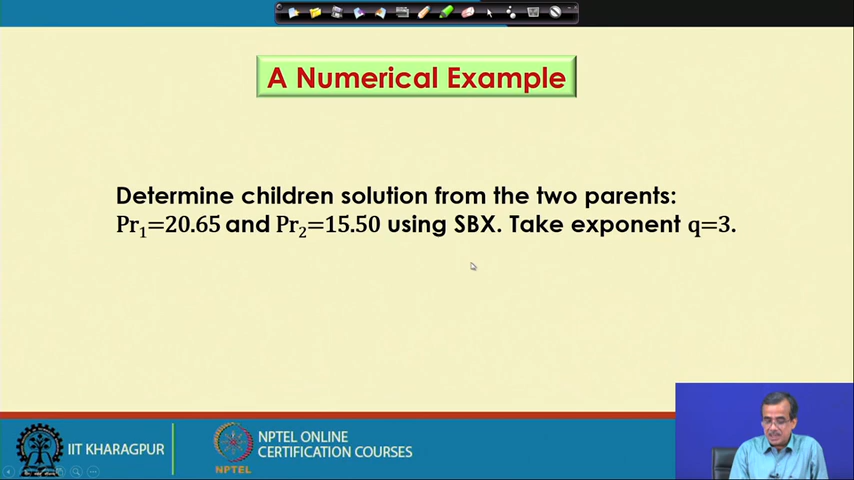 A Numerical Example
Determine children solution from the two parents:
Pr₁=20.65 and Pr₂=15.50 using SBX. Take exponent q=3.
IIT KHARAGPUR
NPTEL
NPTEL ONLINE
CERTIFICATION COURSES